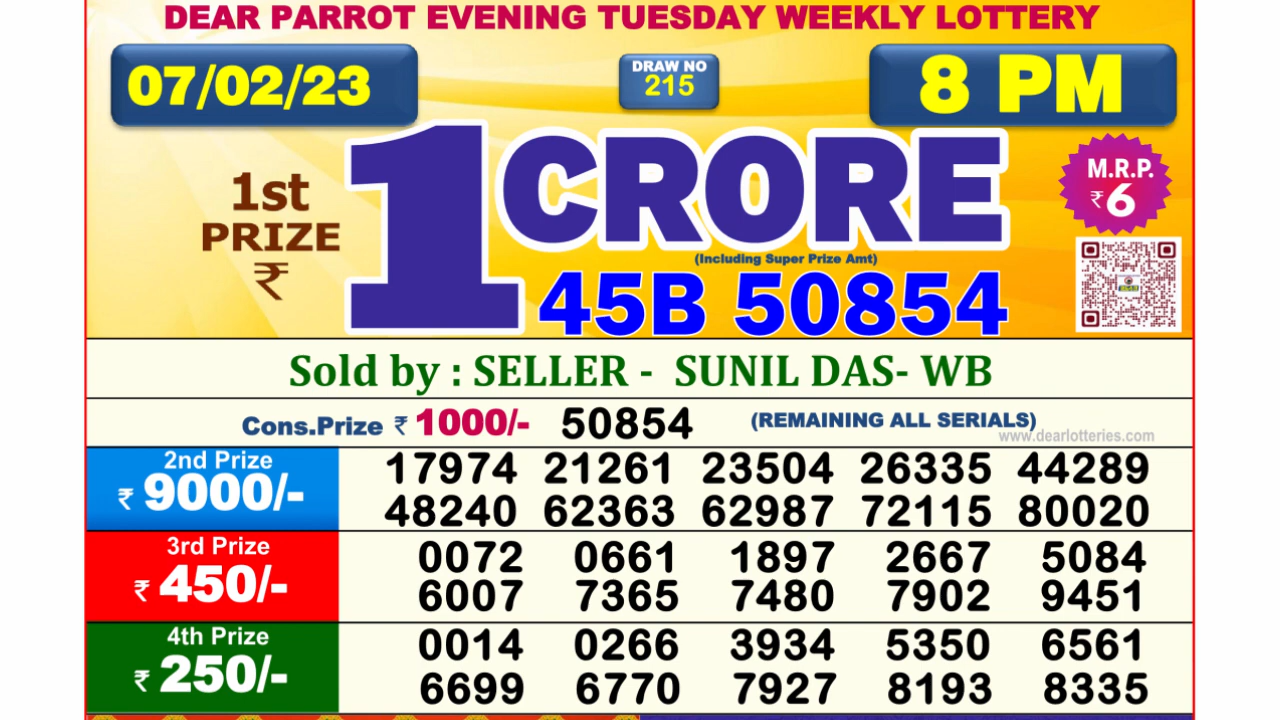 DEAR PARROT EVENING TUESDAY WEEKLY LOTTERY
07/02/23
DRAW NO
215
8 PM
1st
PRIZE
₹
1 CRORE
(Including Super Prize Amt)
45B 50854
M.R.P.
₹ 6
Sold by : SELLER - SUNIL DAS- WB
Cons.Prize ₹ 1000/- 50854 (REMAINING ALL SERIALS)
www.dearlotteries.com
2nd Prize
₹ 9000/-
17974 21261 23504 26335 44289
48240 62363 62987 72115 80020
3rd Prize
₹ 450/-
0072 0661 1897 2667 5084
6007 7365 7480 7902 9451
4th Prize
₹ 250/-
0014 0266 3934 5350 6561
6699 6770 7927 8193 8335